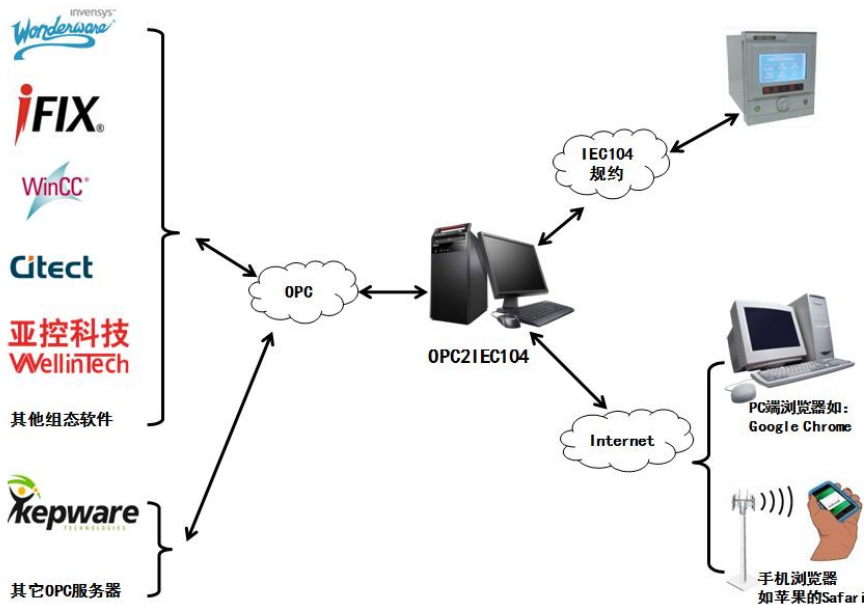 invensys™
Wonderware®
iFIX®
WinCC®
Citect
亚控科技
WellinTech
其他组态软件
kepware
TECHNOLOGIES
其它OPC服务器
OPC
OPC2IEC104
IEC104
规约
Internet
PC端浏览器如:
Google Chrome
手机浏览器
如苹果的Safari